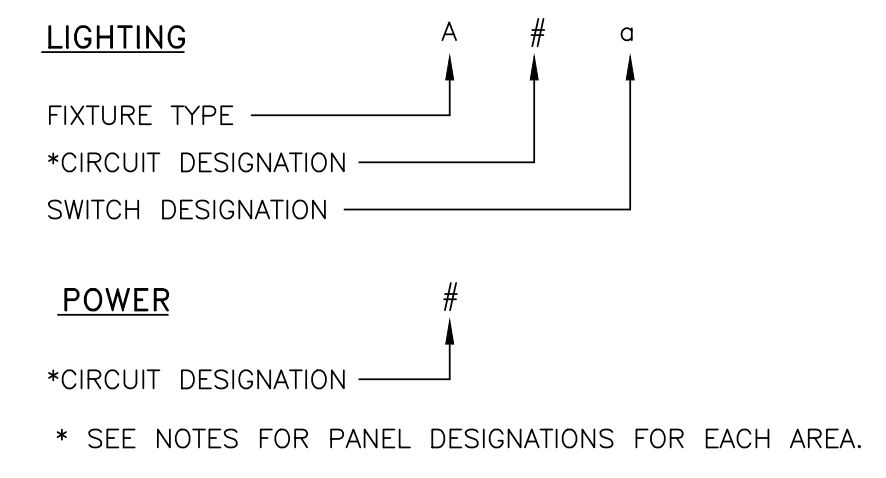 LIGHTING A # a
FIXTURE TYPE
*CIRCUIT DESIGNATION
SWITCH DESIGNATION
POWER #
*CIRCUIT DESIGNATION
* SEE NOTES FOR PANEL DESIGNATIONS FOR EACH AREA.